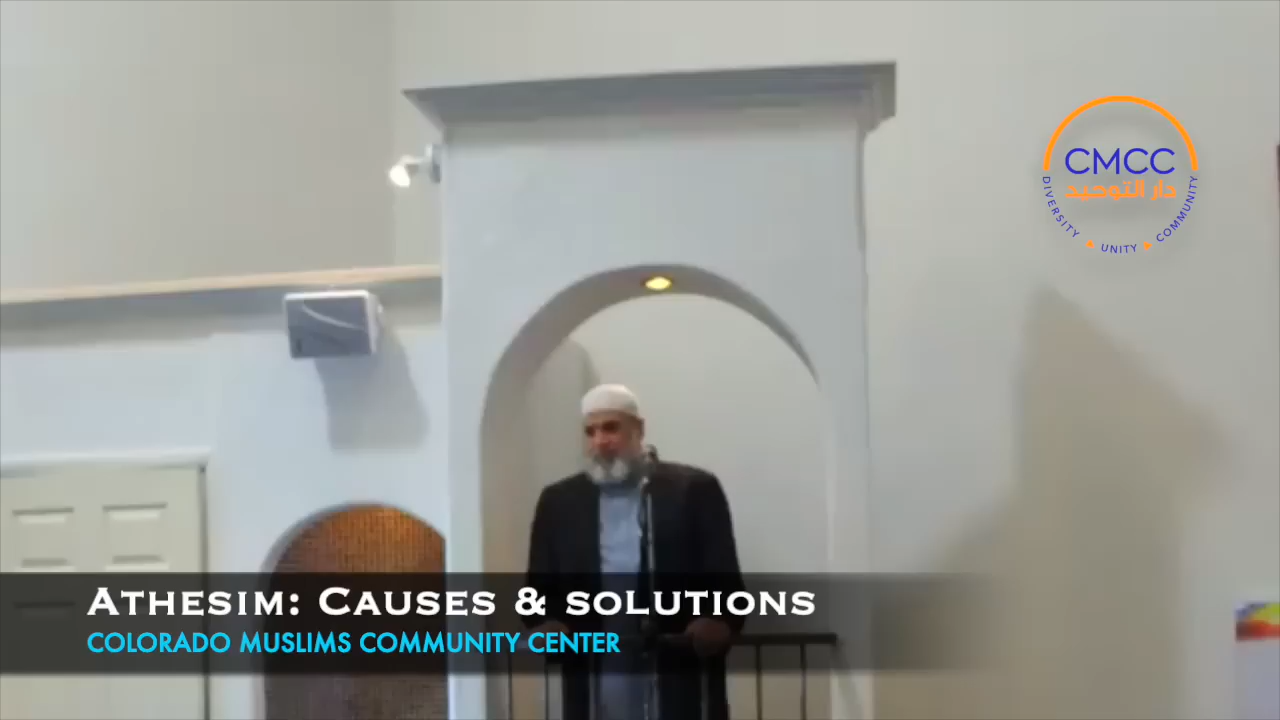 CMCC
دار التوحيد
DIVERSITY • UNITY • COMMUNITY
ATHESIM: CAUSES & SOLUTIONS
COLORADO MUSLIMS COMMUNITY CENTER